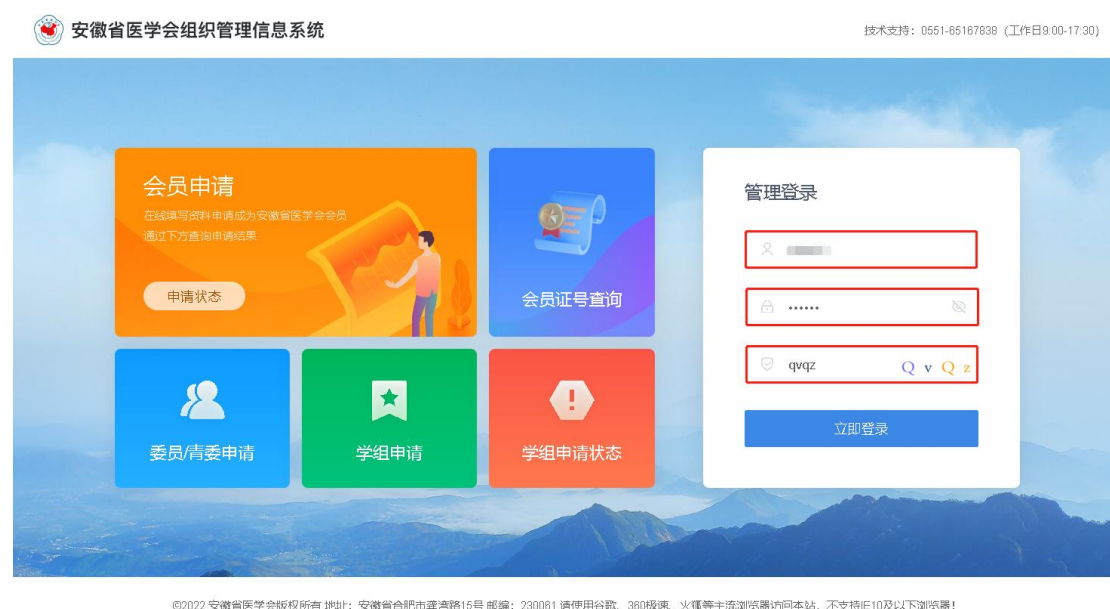 安徽省医学会组织管理信息系统
技术支持：0551-65167838（工作日9:00-17:30）
会员申请
在线填写资料申请成为安徽省医学会会员
通过下方查询申请结果
申请状态
会员证号查询
委员/青委申请
学组申请
学组申请状态
管理登录
••••••
qvqz
Q v Q z
立即登录
©2022 安徽省医学会版权所有 地址：安徽省合肥市龚湾路15号 邮编：230061 请使用谷歌、360极速、火狐等主流浏览器访问本站，不支持IE10及以下浏览器！